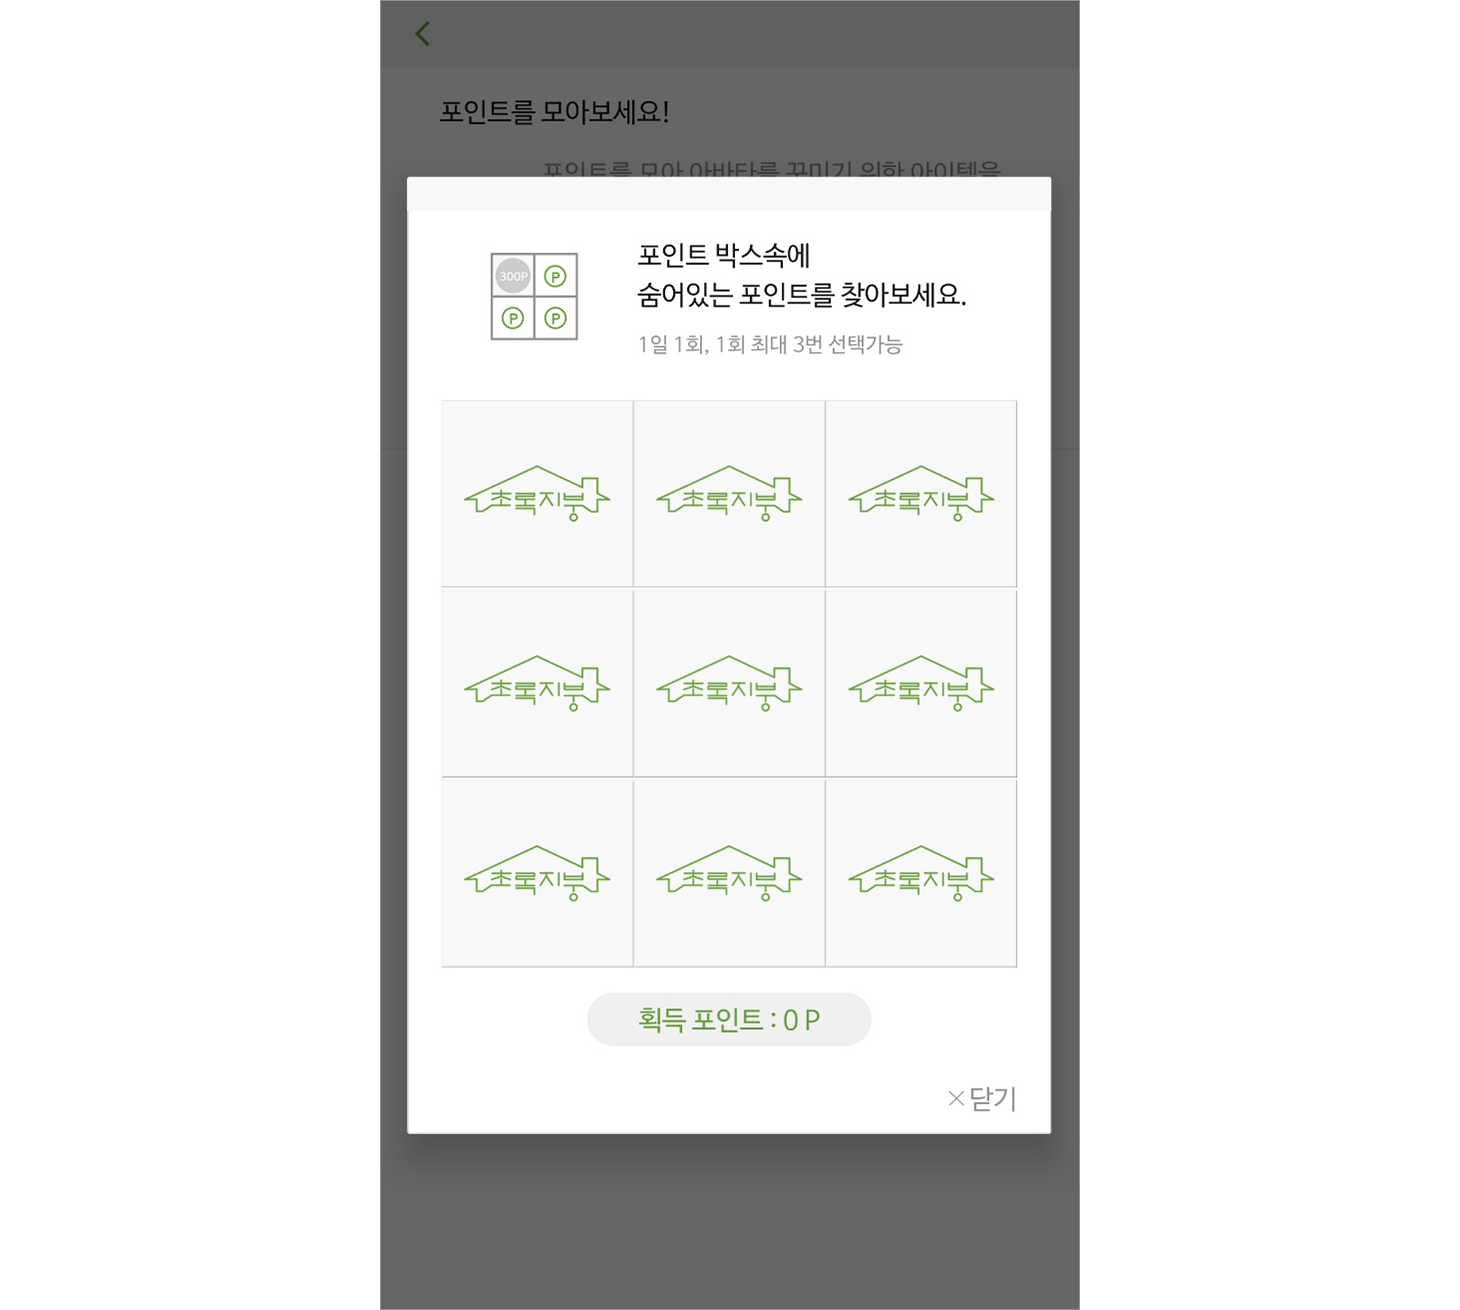 포인트를 모아보세요!
포인트를 모아 아바타를 꾸미기 위한 아이템을
포인트 박스속에
숨어있는 포인트를 찾아보세요.
1일 1회, 1회 최대 3번 선택가능
300P P
P P
초록지붕 초록지붕 초록지붕
초록지붕 초록지붕 초록지붕
초록지붕 초록지붕 초록지붕
획득 포인트 : 0 P
×닫기